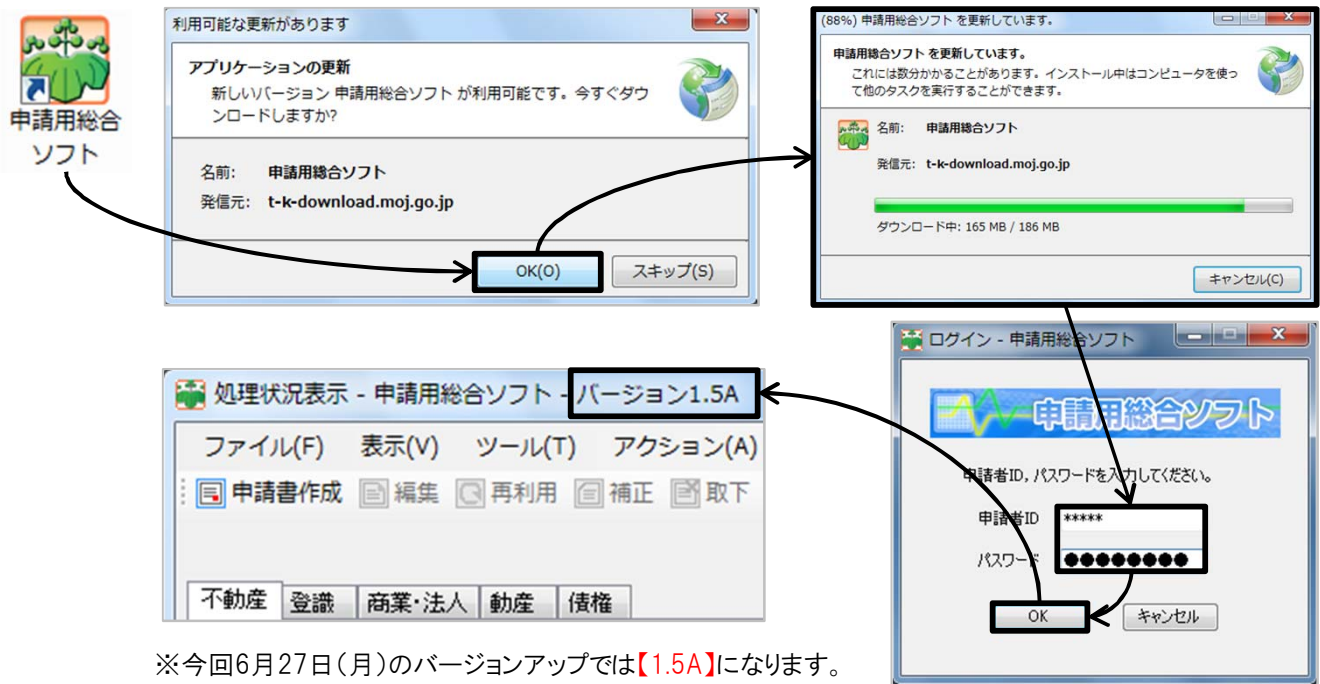 申請用総合
ソフト
利用可能な更新があります
アプリケーションの更新
新しいバージョン 申請用総合ソフト が利用可能です。今すぐダウ
ンロードしますか?
名前: 申請用総合ソフト
発信元: t-k-download.moj.go.jp
OK(O) スキップ(S)
(88%) 申請用総合ソフト を更新しています。
申請用総合ソフト を更新しています。
これには数分かかることがあります。インストール中はコンピュータを使っ
て他のタスクを実行することができます。
名前: 申請用総合ソフト
発信元: t-k-download.moj.go.jp
ダウンロード中: 165 MB / 186 MB
キャンセル(C)
ログイン - 申請用総合ソフト
申請用総合ソフト
申請者ID,パスワードを入力してください。
申請者ID *****
パスワード ●●●●●●●●
OK キャンセル
処理状況表示 - 申請用総合ソフト - バージョン1.5A
ファイル(F) 表示(V) ツール(T) アクション(A)
申請書作成 編集 再利用 補正 取下
不動産 登識 商業・法人 動産 債権
※今回6月27日(月)のバージョンアップでは【1.5A】になります。